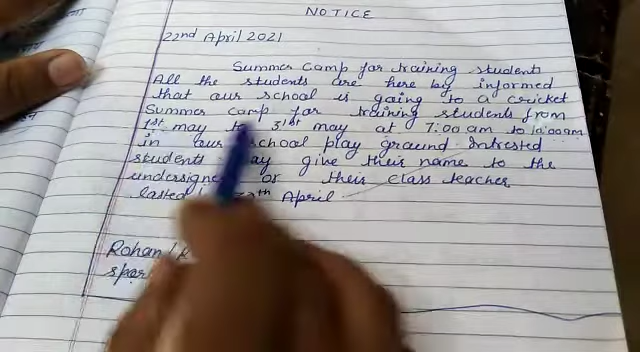 NOTICE
22nd April 2021
Summer Camp for training students
All the students are here by informed
that our school is going to a cricket
Summer camp for training students from
1st may to 31st may at 7:00 am to 10:00am
in our school play ground Intrested
students may give their name to the
undersigned or their class teacher
lasted April
Rohan